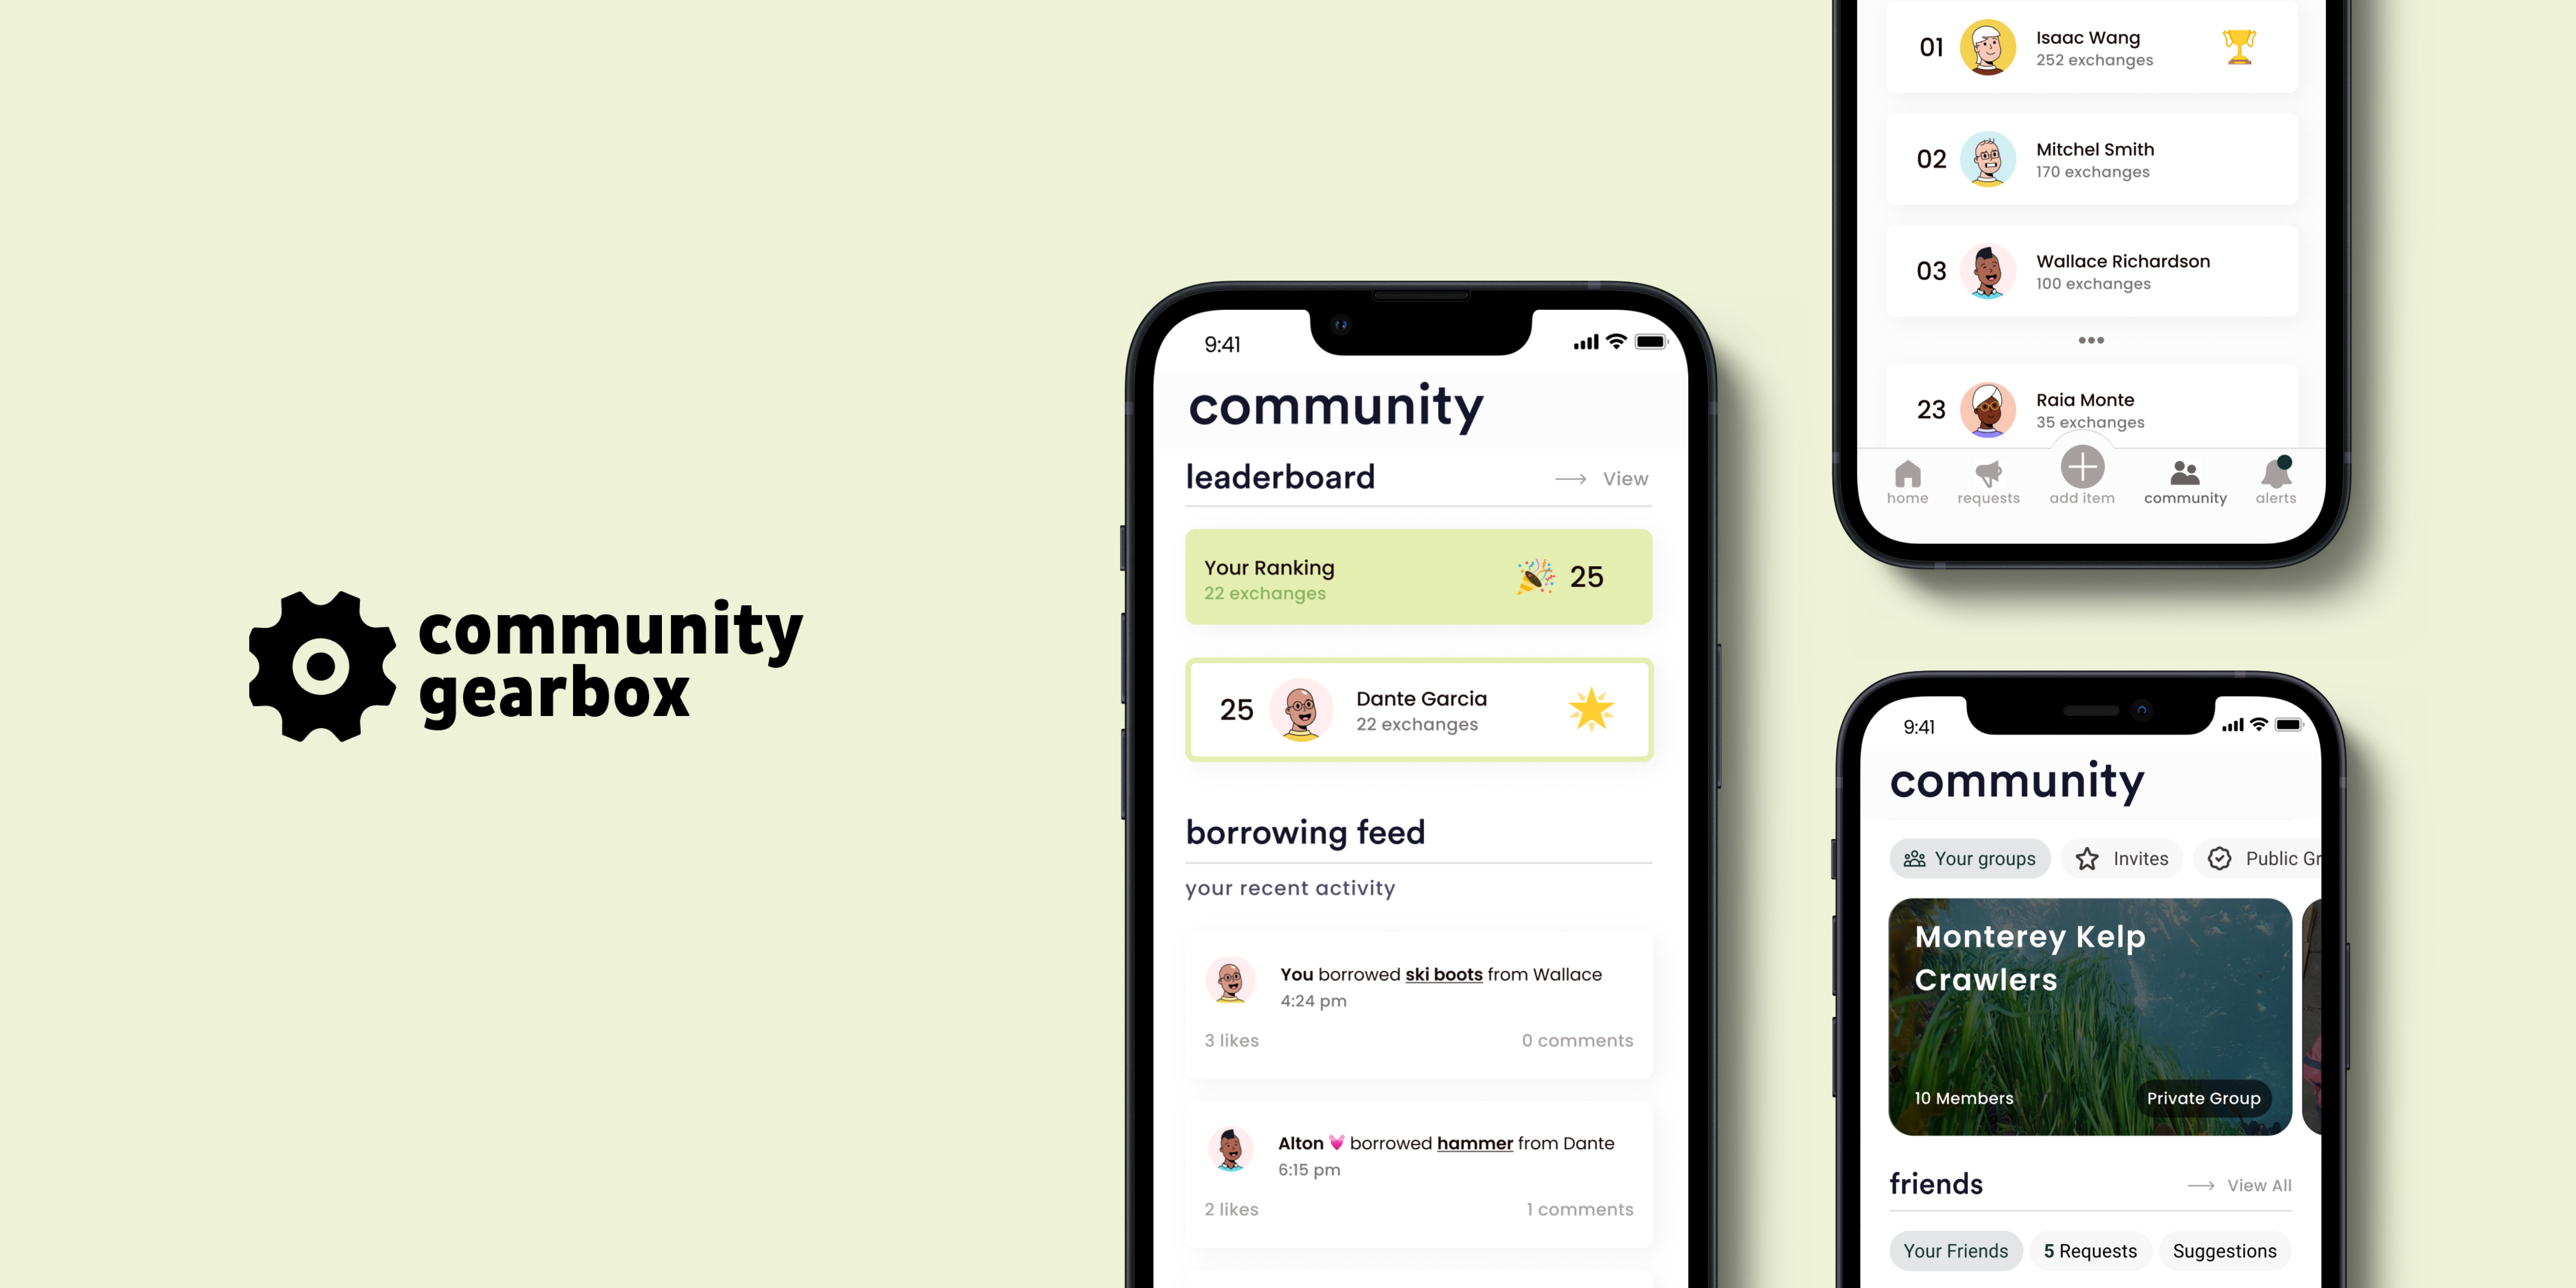 community
gearbox
9:41
community
leaderboard
View
Your Ranking
22 exchanges
25
25
Dante Garcia
22 exchanges
borrowing feed
your recent activity
You borrowed ski boots from Wallace
4:24 pm
3 likes
0 comments
Alton borrowed hammer from Dante
6:15 pm
2 likes
1 comments
01
Isaac Wang
252 exchanges
02
Mitchel Smith
170 exchanges
03
Wallace Richardson
100 exchanges
•••
23
Raia Monte
35 exchanges
home
requests
add item
community
alerts
9:41
community
Your groups
Invites
Public Gr
Monterey Kelp
Crawlers
10 Members
Private Group
friends
View All
Your Friends
5 Requests
Suggestions